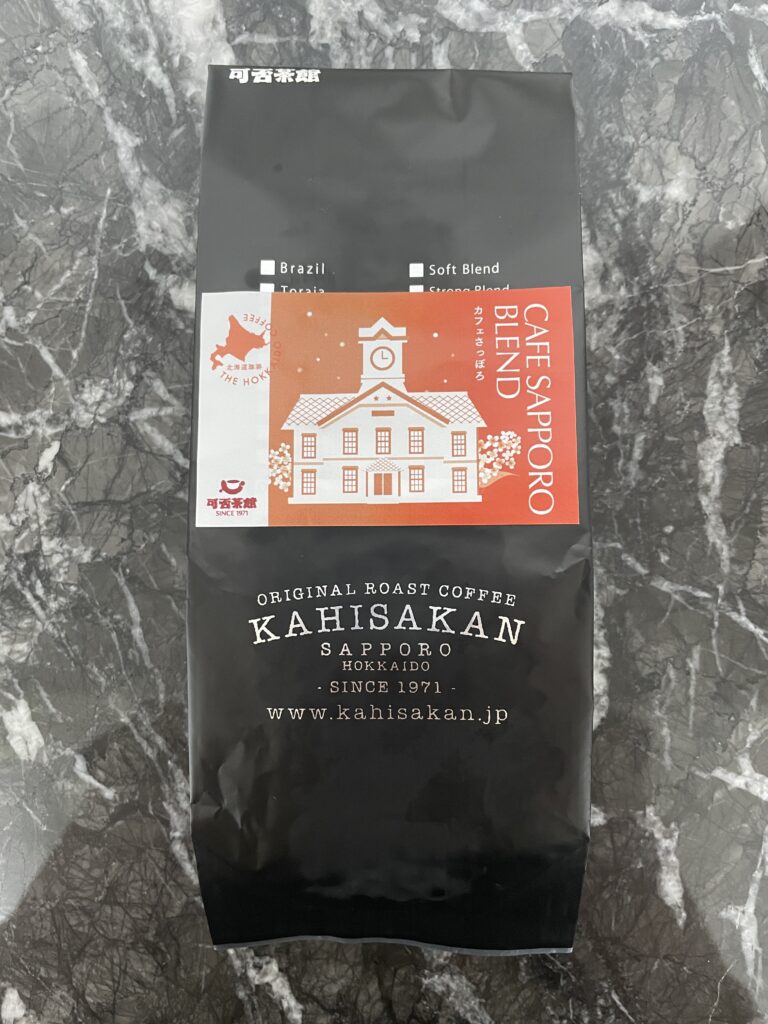 可否茶館
Brazil
Soft Blend
Toraja
Strong Blend
THE HOKKAIDO COFFEE
北海道珈琲
CAFE SAPPORO
BLEND
カフェさっぽろ
可否茶館
SINCE 1971
ORIGINAL ROAST COFFEE
KAHISAKAN
SAPPORO
HOKKAIDO
- SINCE 1971 -
www.kahisakan.jp